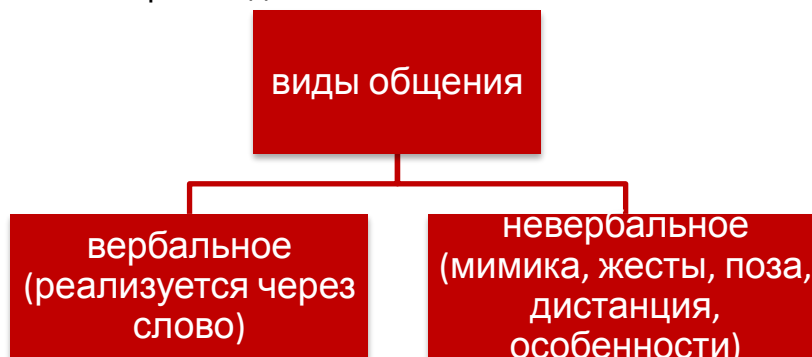 виды общения
вербальное
(реализуется через
слово)
невербальное
(мимика, жесты, поза,
дистанция,
особенности)